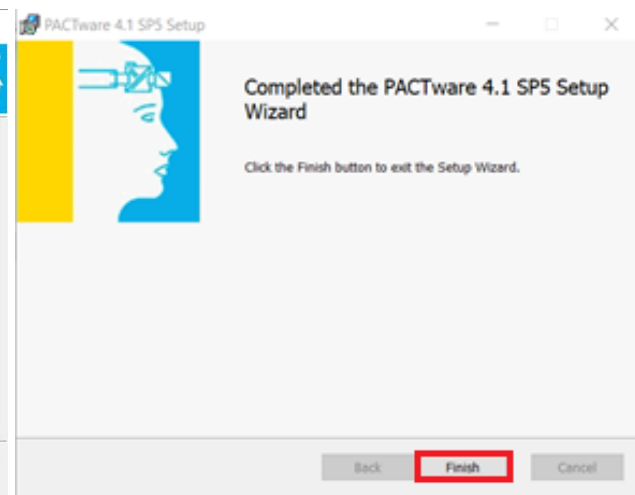 PACTware 4.1 SP5 Setup
Completed the PACTware 4.1 SP5 Setup
Wizard
Click the Finish button to exit the Setup Wizard.
Back
Finish
Cancel